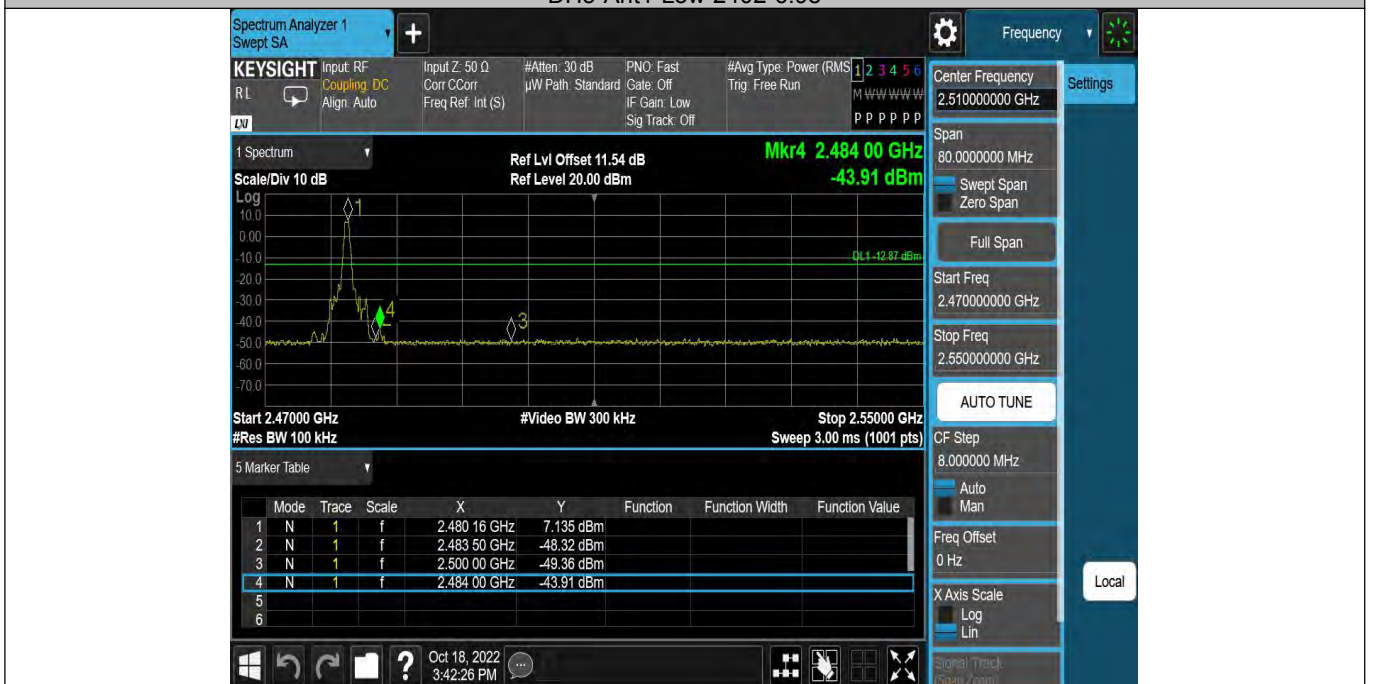 Spectrum Analyzer 1
Swept SA
+
Frequency
KEYSIGHT
RL
LXI
Input: RF
Coupling: DC
Align: Auto
Input Z: 50 Ω
Corr CCorr
Freq Ref: Int (S)
#Atten: 30 dB
µW Path: Standard
PNO: Fast
Gate: Off
IF Gain: Low
Sig Track: Off
#Avg Type: Power (RMS
Trig: Free Run
1 2 3 4 5 6
M W W W W W
P P P P P P
Center Frequency
2.510000000 GHz
Settings
Span
80.0000000 MHz
Swept Span
Zero Span
Full Span
Start Freq
2.470000000 GHz
Stop Freq
2.550000000 GHz
AUTO TUNE
CF Step
8.000000 MHz
Auto
Man
Freq Offset
0 Hz
X Axis Scale
Log
Lin
Signal Track
(Span Zoom)
Local
1 Spectrum
Scale/Div 10 dB
Ref Lvl Offset 11.54 dB
Ref Level 20.00 dBm
Mkr4 2.484 00 GHz
-43.91 dBm
Log
10.0
0.00
-10.0
-20.0
-30.0
-40.0
-50.0
-60.0
-70.0
1
4
3
DL1 -12.87 dBm
Start 2.47000 GHz
#Res BW 100 kHz
#Video BW 300 kHz
Stop 2.55000 GHz
Sweep 3.00 ms (1001 pts)
5 Marker Table
Mode Trace Scale X Y Function Function Width Function Value
1 N 1 f 2.480 16 GHz 7.135 dBm
2 N 1 f 2.483 50 GHz -48.32 dBm
3 N 1 f 2.500 00 GHz -49.36 dBm
4 N 1 f 2.484 00 GHz -43.91 dBm
5
6
?
Oct 18, 2022
3:42:26 PM